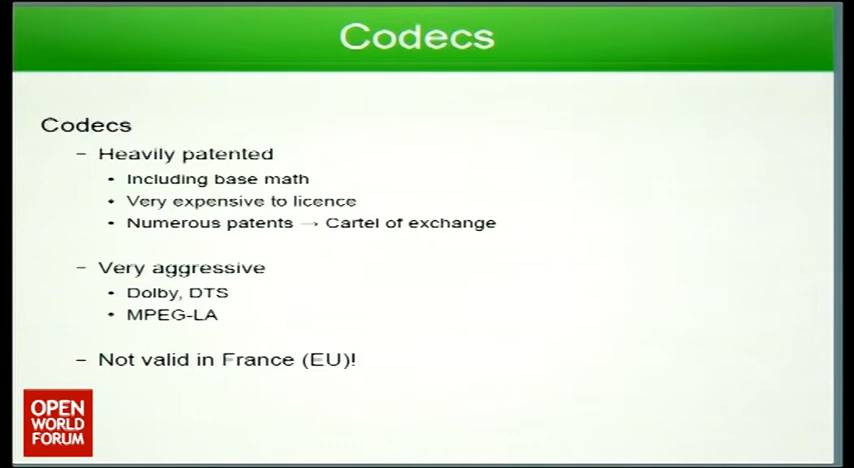 Codecs
Codecs
– Heavily patented
• Including base math
• Very expensive to licence
• Numerous patents → Cartel of exchange
– Very aggressive
• Dolby, DTS
• MPEG-LA
– Not valid in France (EU)!
OPEN
WORLD
FORUM